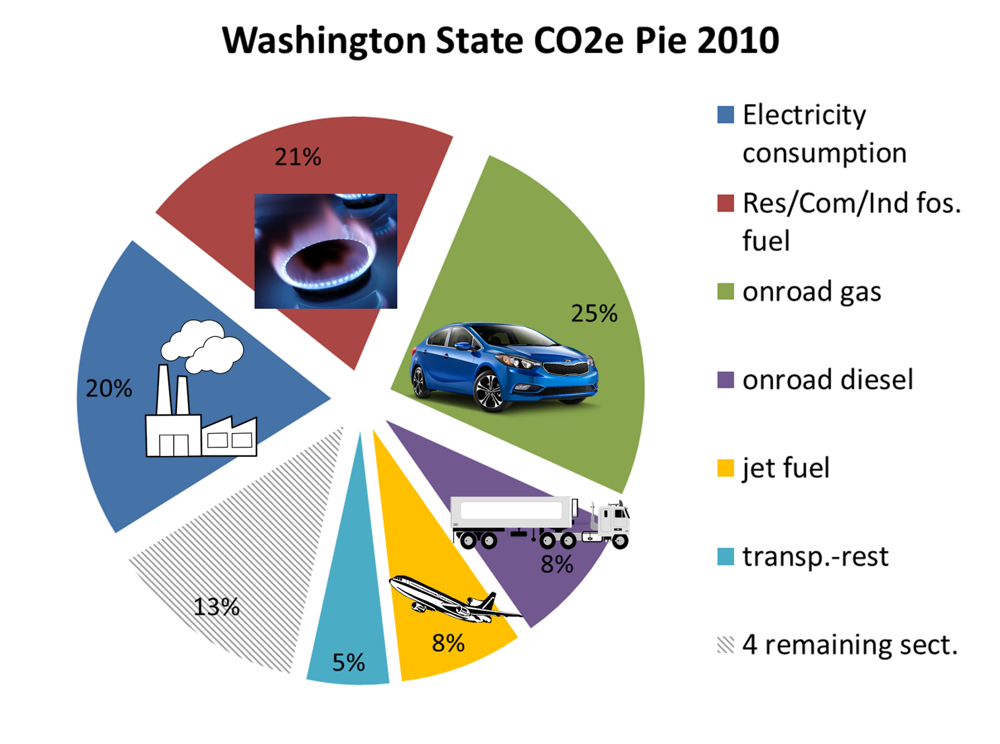 Washington State CO2e Pie 2010
21%
25%
20%
8%
13%
8%
5%
Electricity
consumption
Res/Com/Ind fos.
fuel
onroad gas
onroad diesel
jet fuel
transp.-rest
4 remaining sect.